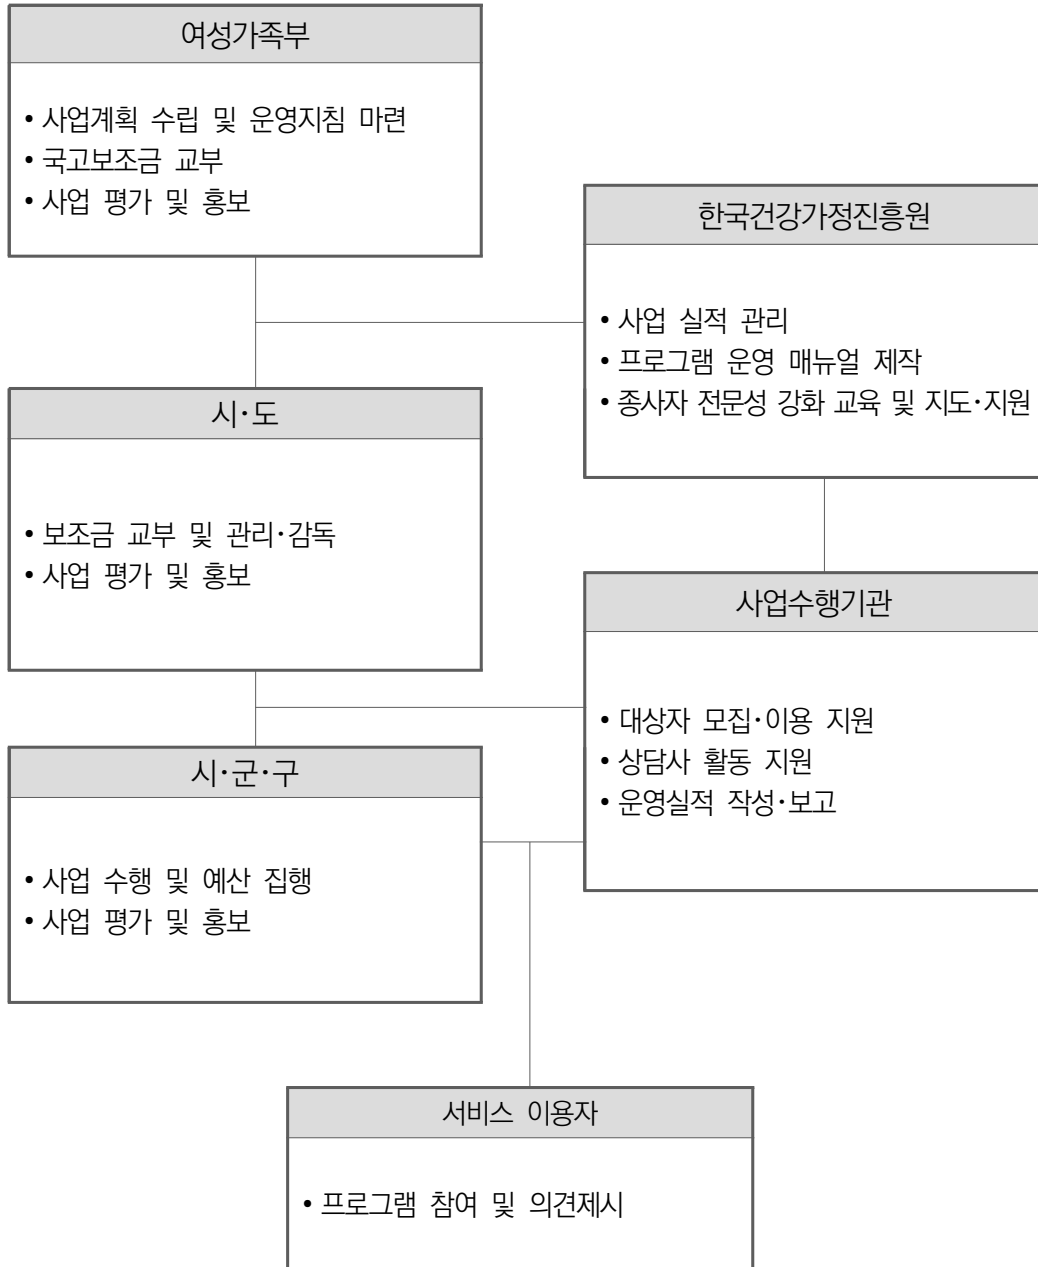 여성가족부
• 사업계획 수립 및 운영지침 마련
• 국고보조금 교부
• 사업 평가 및 홍보
한국건강가정진흥원
• 사업 실적 관리
• 프로그램 운영 매뉴얼 제작
• 종사자 전문성 강화 교육 및 지도·지원
시·도
• 보조금 교부 및 관리·감독
• 사업 평가 및 홍보
사업수행기관
• 대상자 모집·이용 지원
• 상담사 활동 지원
• 운영실적 작성·보고
시·군·구
• 사업 수행 및 예산 집행
• 사업 평가 및 홍보
서비스 이용자
• 프로그램 참여 및 의견제시